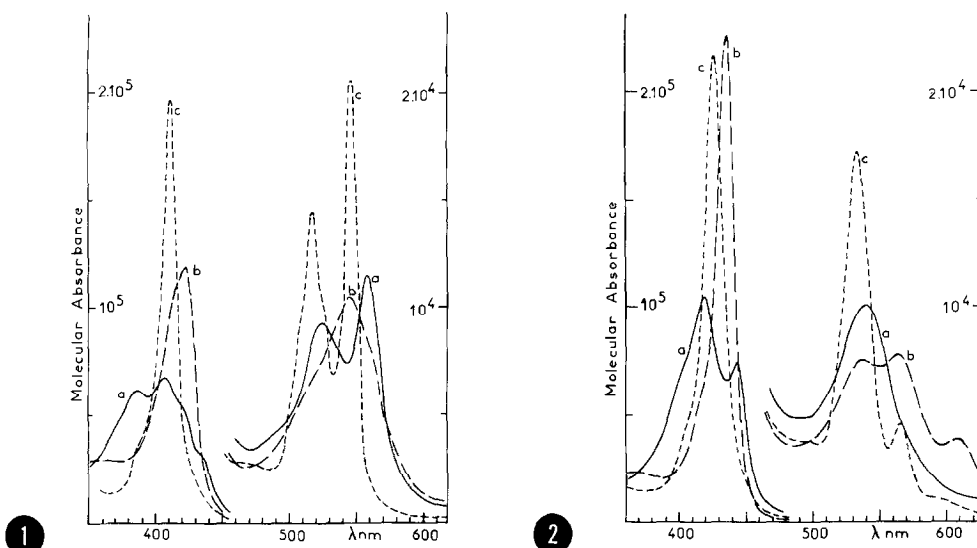 Molecular Absorbance
2.10⁵
10⁵
2.10⁴
10⁴
a
b
c
c
b
a
400
500
λ nm
600
1
Molecular Absorbance
2.10⁵
10⁵
2.10⁴
10⁴
c
b
a
c
a
b
400
500
λ nm
600
2